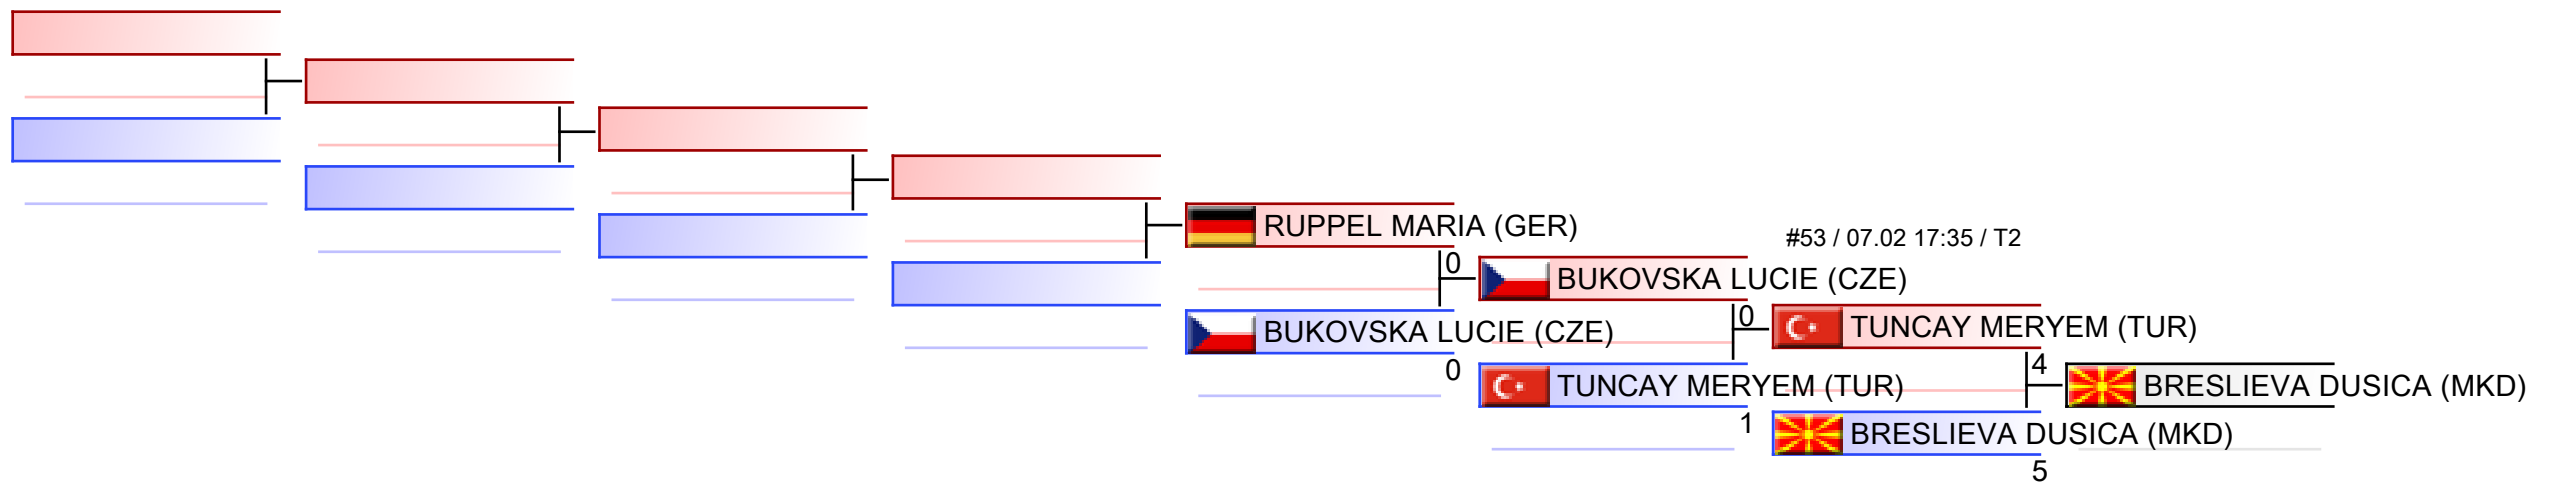 RUPPEL MARIA (GER)
#53 / 07.02 17:35 / T2
0
BUKOVSKA LUCIE (CZE)
BUKOVSKA LUCIE (CZE)
0
TUNCAY MERYEM (TUR)
0
TUNCAY MERYEM (TUR)
4
BRESLIEVA DUSICA (MKD)
1
BRESLIEVA DUSICA (MKD)
5